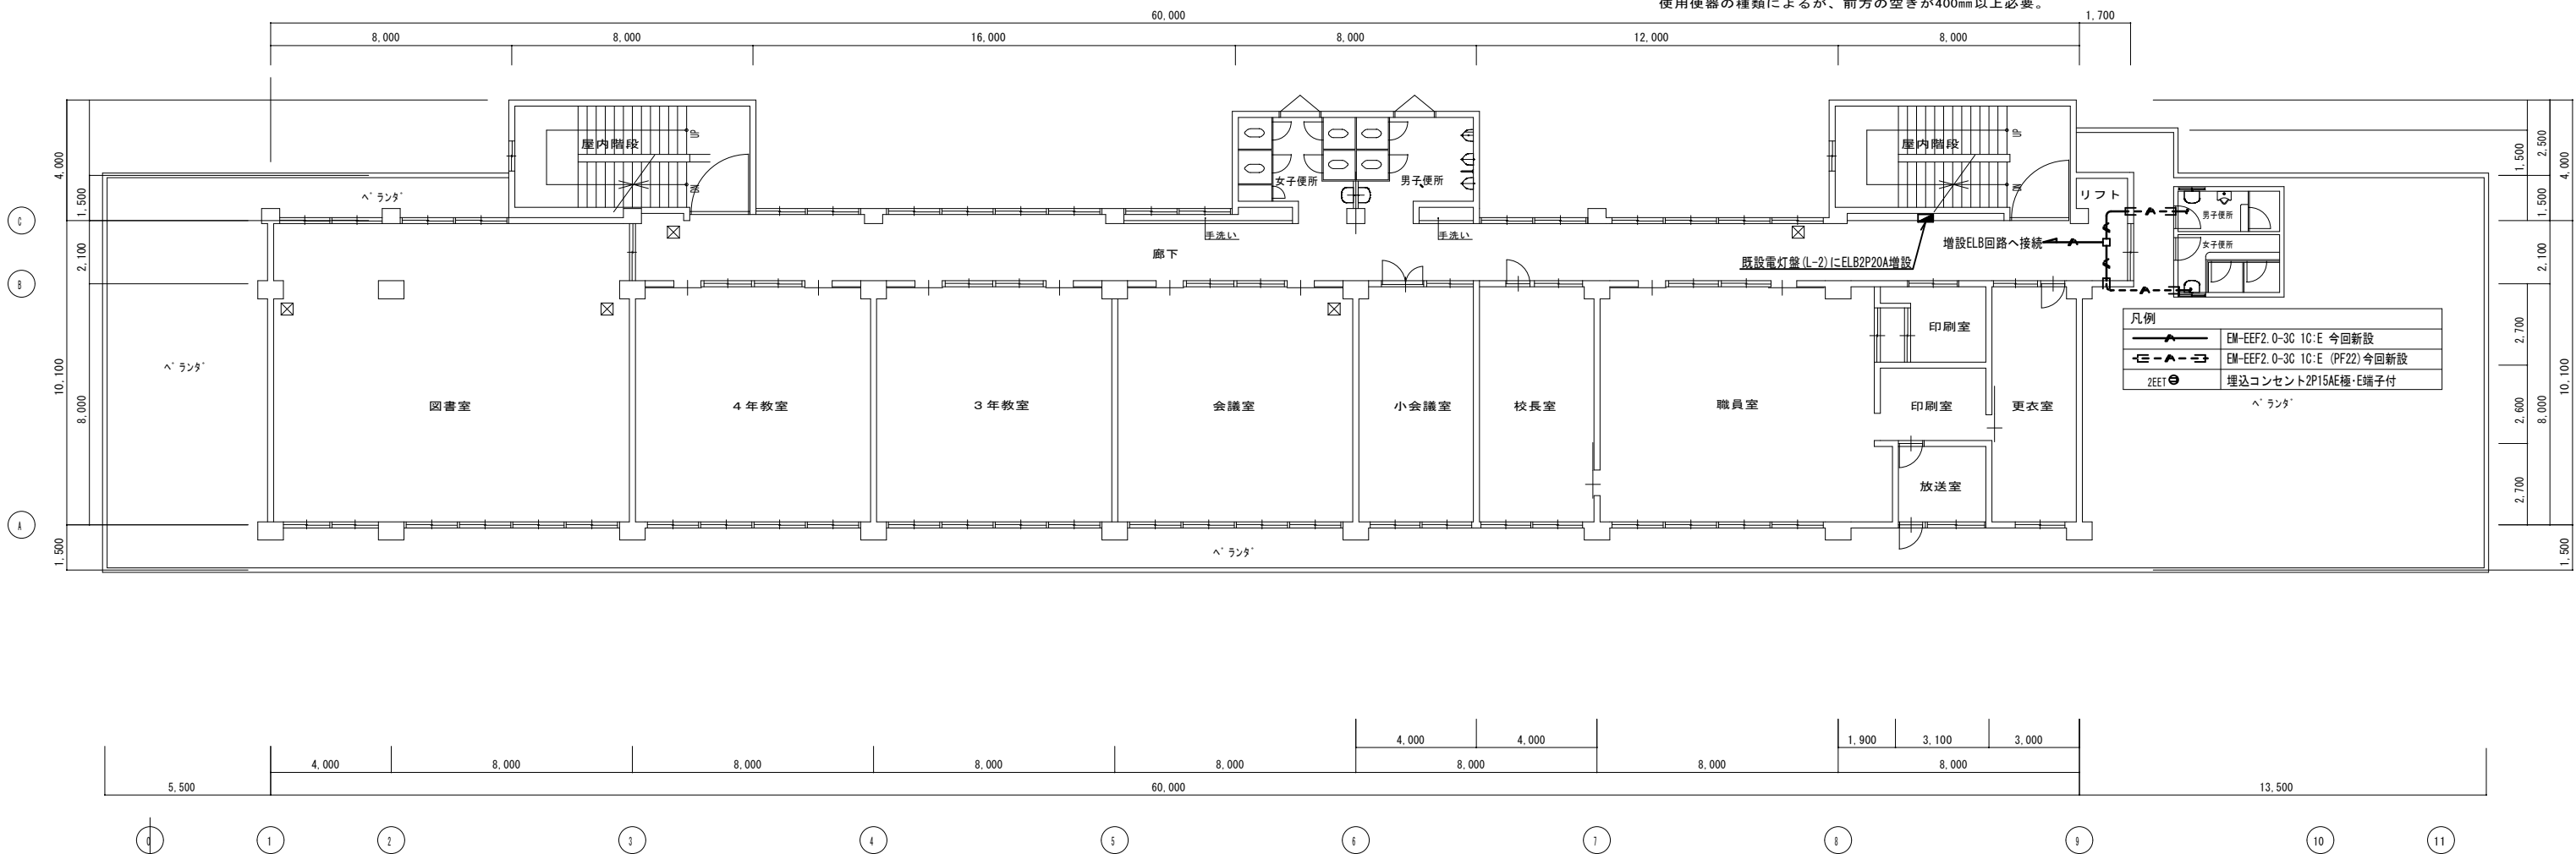 使用便器の種類によるが、前方の空きが400mm以上必要。
60,000
1,700
8,000
8,000
16,000
8,000
12,000
8,000
4,000
1,500
2,100
10,100
8,000
1,500
C
B
A
屋内階段
UP
DN
ベランダ
女子便所
男子便所
手洗い
手洗い
廊下
屋内階段
UP
DN
リフト
男子便所
女子便所
増設ELB回路へ接続
既設電灯盤(L-2)にELB2P20A増設
凡例
EM-EEF2.0-3C 1C:E 今回新設
EM-EEF2.0-3C 1C:E (PF22)今回新設
2EET
埋込コンセント2P15AE極・E端子付
ベランダ
ベランダ
図書室
4年教室
3年教室
会議室
小会議室
校長室
職員室
印刷室
印刷室
更衣室
放送室
ベランダ
2,500
1,500
4,000
1,500
2,100
2,700
10,100
2,600
8,000
2,700
1,500
4,000
4,000
1,900
3,100
3,000
4,000
8,000
8,000
8,000
8,000
8,000
8,000
8,000
5,500
60,000
13,500
0
1
2
3
4
5
6
7
8
9
10
11